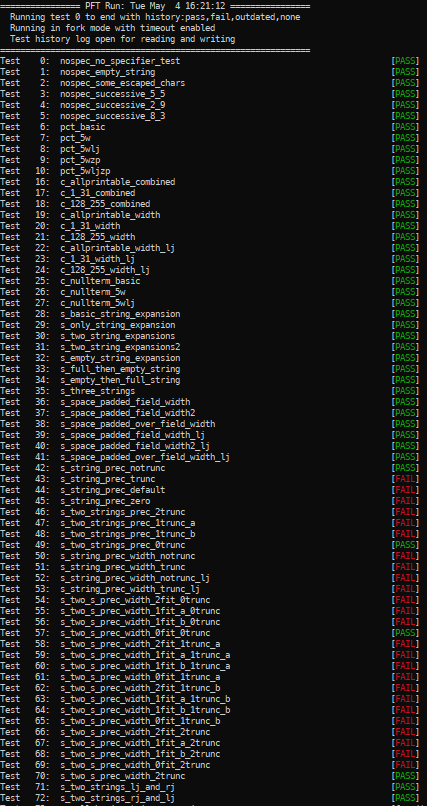 ================ PFT Run: Tue May  4 16:21:12 ================
Running test 0 to end with history:pass,fail,outdated,none
Running in fork mode with timeout enabled
Test history log open for reading and writing
==============================================================
Test 0: nospec_no_specifier_test [PASS]
Test 1: nospec_empty_string [PASS]
Test 2: nospec_some_escaped_chars [PASS]
Test 3: nospec_successive_5_5 [PASS]
Test 4: nospec_successive_2_9 [PASS]
Test 5: nospec_successive_8_3 [PASS]
Test 6: pct_basic [PASS]
Test 7: pct_5w [PASS]
Test 8: pct_5wlj [PASS]
Test 9: pct_5wzp [PASS]
Test 10: pct_5wljzp [PASS]
Test 16: c_allprintable_combined [PASS]
Test 17: c_1_31_combined [PASS]
Test 18: c_128_255_combined [PASS]
Test 19: c_allprintable_width [PASS]
Test 20: c_1_31_width [PASS]
Test 21: c_128_255_width [PASS]
Test 22: c_allprintable_width_lj [PASS]
Test 23: c_1_31_width_lj [PASS]
Test 24: c_128_255_width_lj [PASS]
Test 25: c_nullterm_basic [PASS]
Test 26: c_nullterm_5w [PASS]
Test 27: c_nullterm_5wlj [PASS]
Test 28: s_basic_string_expansion [PASS]
Test 29: s_only_string_expansion [PASS]
Test 30: s_two_string_expansions [PASS]
Test 31: s_two_string_expansions2 [PASS]
Test 32: s_empty_string_expansion [PASS]
Test 33: s_full_then_empty_string [PASS]
Test 34: s_empty_then_full_string [PASS]
Test 35: s_three_strings [PASS]
Test 36: s_space_padded_field_width [PASS]
Test 37: s_space_padded_field_width2 [PASS]
Test 38: s_space_padded_over_field_width [PASS]
Test 39: s_space_padded_field_width_lj [PASS]
Test 40: s_space_padded_field_width2_lj [PASS]
Test 41: s_space_padded_over_field_width_lj [PASS]
Test 42: s_string_prec_notrunc [PASS]
Test 43: s_string_prec_trunc [FAIL]
Test 44: s_string_prec_default [FAIL]
Test 45: s_string_prec_zero [FAIL]
Test 46: s_two_strings_prec_2trunc [FAIL]
Test 47: s_two_strings_prec_1trunc_a [FAIL]
Test 48: s_two_strings_prec_1trunc_b [FAIL]
Test 49: s_two_strings_prec_0trunc [PASS]
Test 50: s_string_prec_width_notrunc [FAIL]
Test 51: s_string_prec_width_trunc [FAIL]
Test 52: s_string_prec_width_notrunc_lj [FAIL]
Test 53: s_string_prec_width_trunc_lj [FAIL]
Test 54: s_two_s_prec_width_2fit_0trunc [FAIL]
Test 55: s_two_s_prec_width_1fit_a_0trunc [FAIL]
Test 56: s_two_s_prec_width_1fit_b_0trunc [FAIL]
Test 57: s_two_s_prec_width_0fit_0trunc [PASS]
Test 58: s_two_s_prec_width_2fit_1trunc_a [FAIL]
Test 59: s_two_s_prec_width_1fit_a_1trunc_a [FAIL]
Test 60: s_two_s_prec_width_1fit_b_1trunc_a [FAIL]
Test 61: s_two_s_prec_width_0fit_1trunc_a [FAIL]
Test 62: s_two_s_prec_width_2fit_1trunc_b [FAIL]
Test 63: s_two_s_prec_width_1fit_a_1trunc_b [FAIL]
Test 64: s_two_s_prec_width_1fit_b_1trunc_b [FAIL]
Test 65: s_two_s_prec_width_0fit_1trunc_b [FAIL]
Test 66: s_two_s_prec_width_2fit_2trunc [FAIL]
Test 67: s_two_s_prec_width_1fit_a_2trunc [FAIL]
Test 68: s_two_s_prec_width_1fit_b_2trunc [FAIL]
Test 69: s_two_s_prec_width_0fit_2trunc [FAIL]
Test 70: s_two_s_prec_width_2trunc [PASS]
Test 71: s_two_strings_lj_and_rj [PASS]
Test 72: s_two_strings_rj_and_lj [PASS]